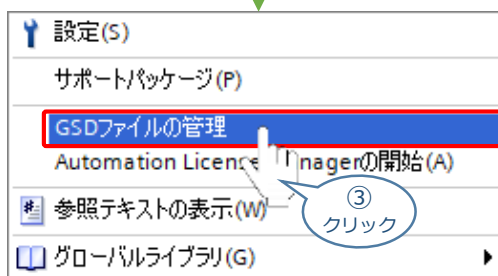 設定(S)
サポートパッケージ(P)
GSDファイルの管理
Automation License nagerの開始(A)
参照テキストの表示(W)
③
クリック
グローバルライブラリ(G)